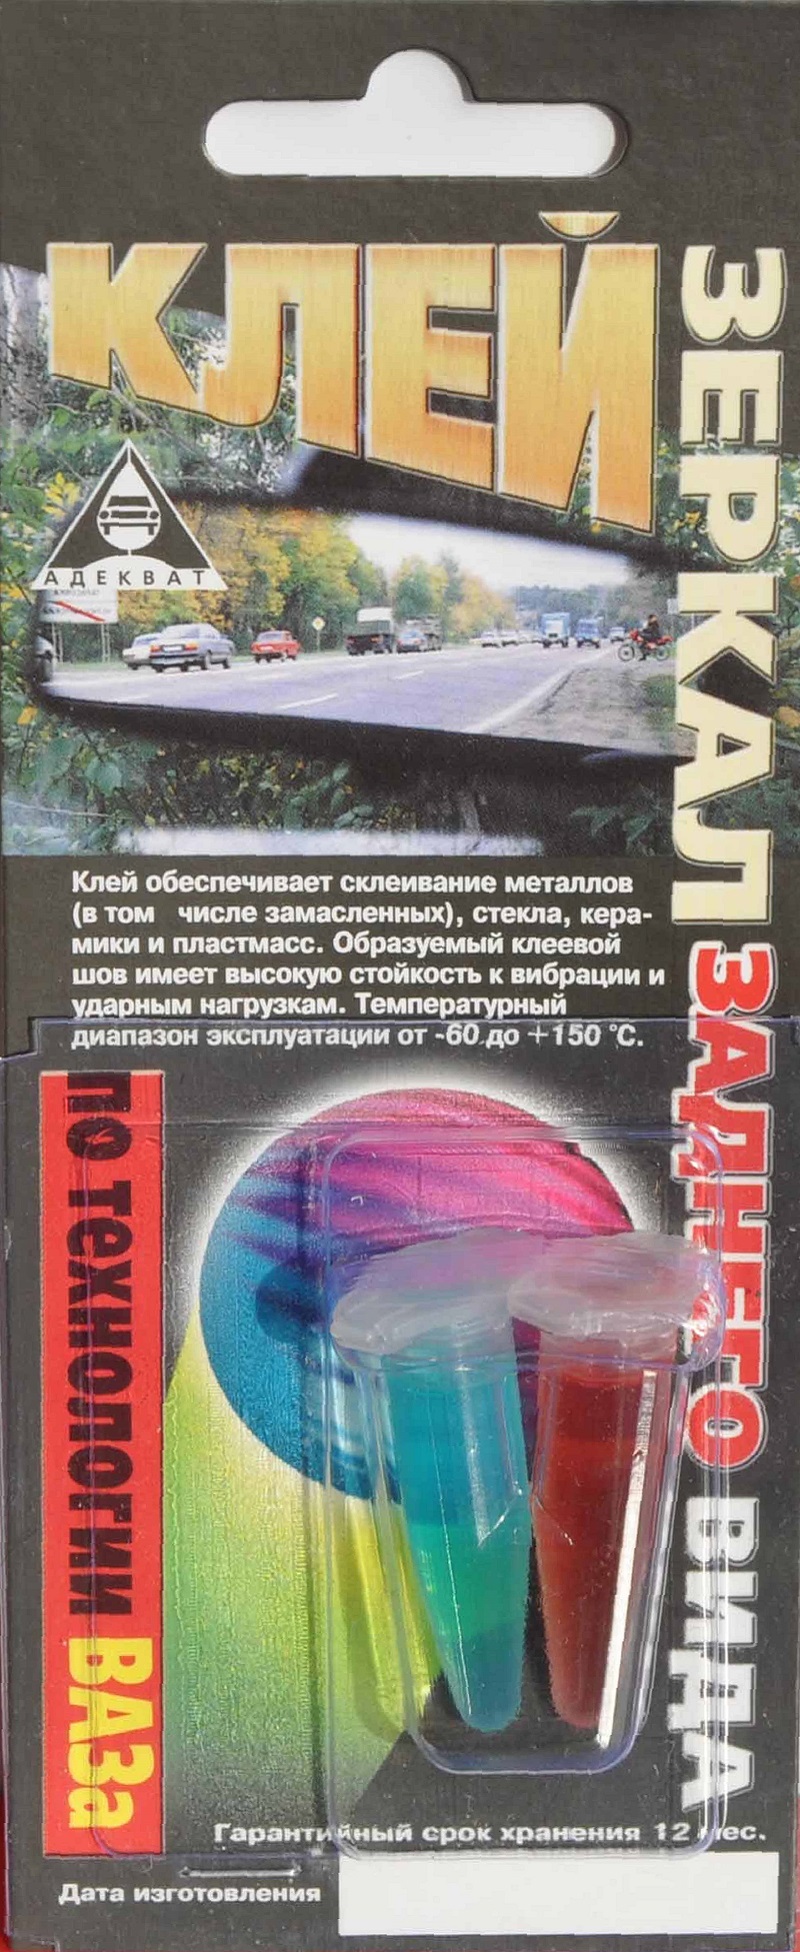 КЛЕЙ
ЗЕРКАЛ ЗАДНЕГО ВИДА
АДЕКВАТ
Клей обеспечивает склеивание металлов
(в том числе замасленных), стекла, кера-
мики и пластмасс. Образуемый клеевой
шов имеет высокую стойкость к вибрации и
ударным нагрузкам. Температурный
диапазон эксплуатации от -60 до +150 °С.
ПО ТЕХНОЛОГИИ ВАЗа
Гарантийный срок хранения 12 мес.
Дата изготовления